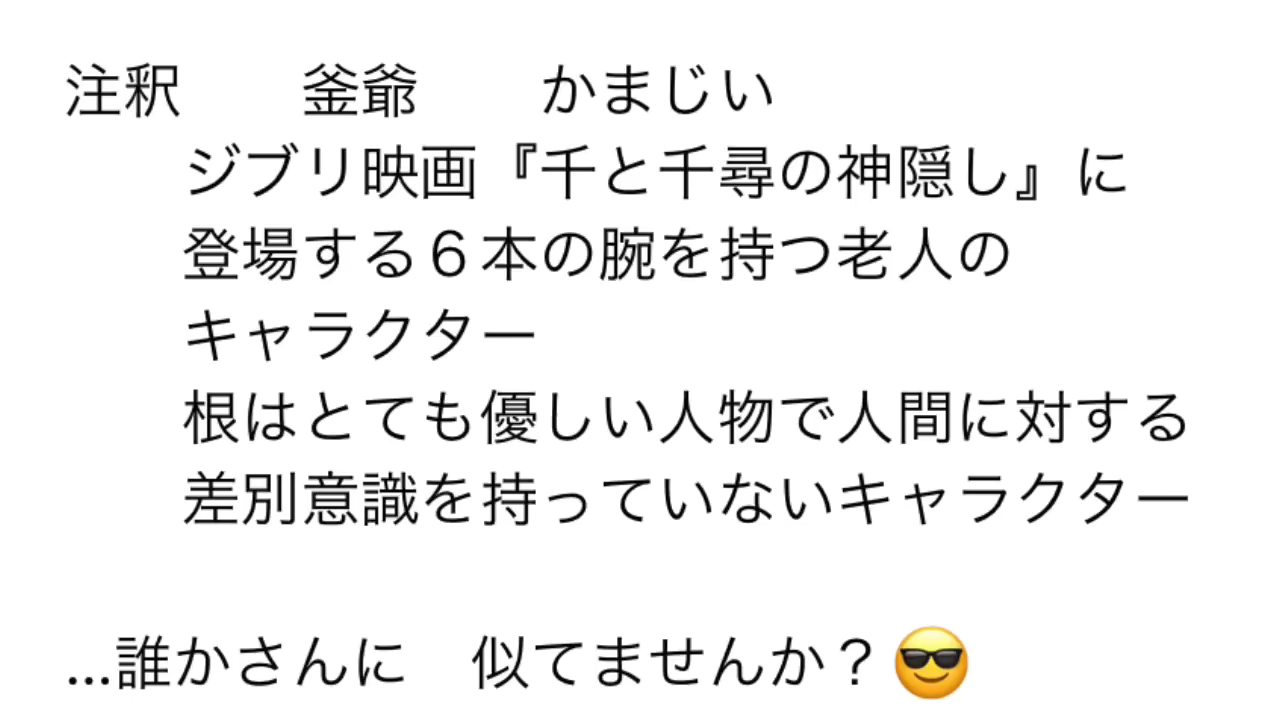 注釈　　釜爺　　かまじい
ジブリ映画『千と千尋の神隠し』に
登場する６本の腕を持つ老人の
キャラクター
根はとても優しい人物で人間に対する
差別意識を持っていないキャラクター
…誰かさんに　似てませんか？😎